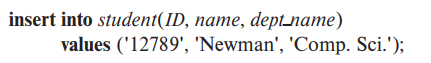 insert into student(ID, name, dept_name)
values ('12789', 'Newman', 'Comp. Sci.');